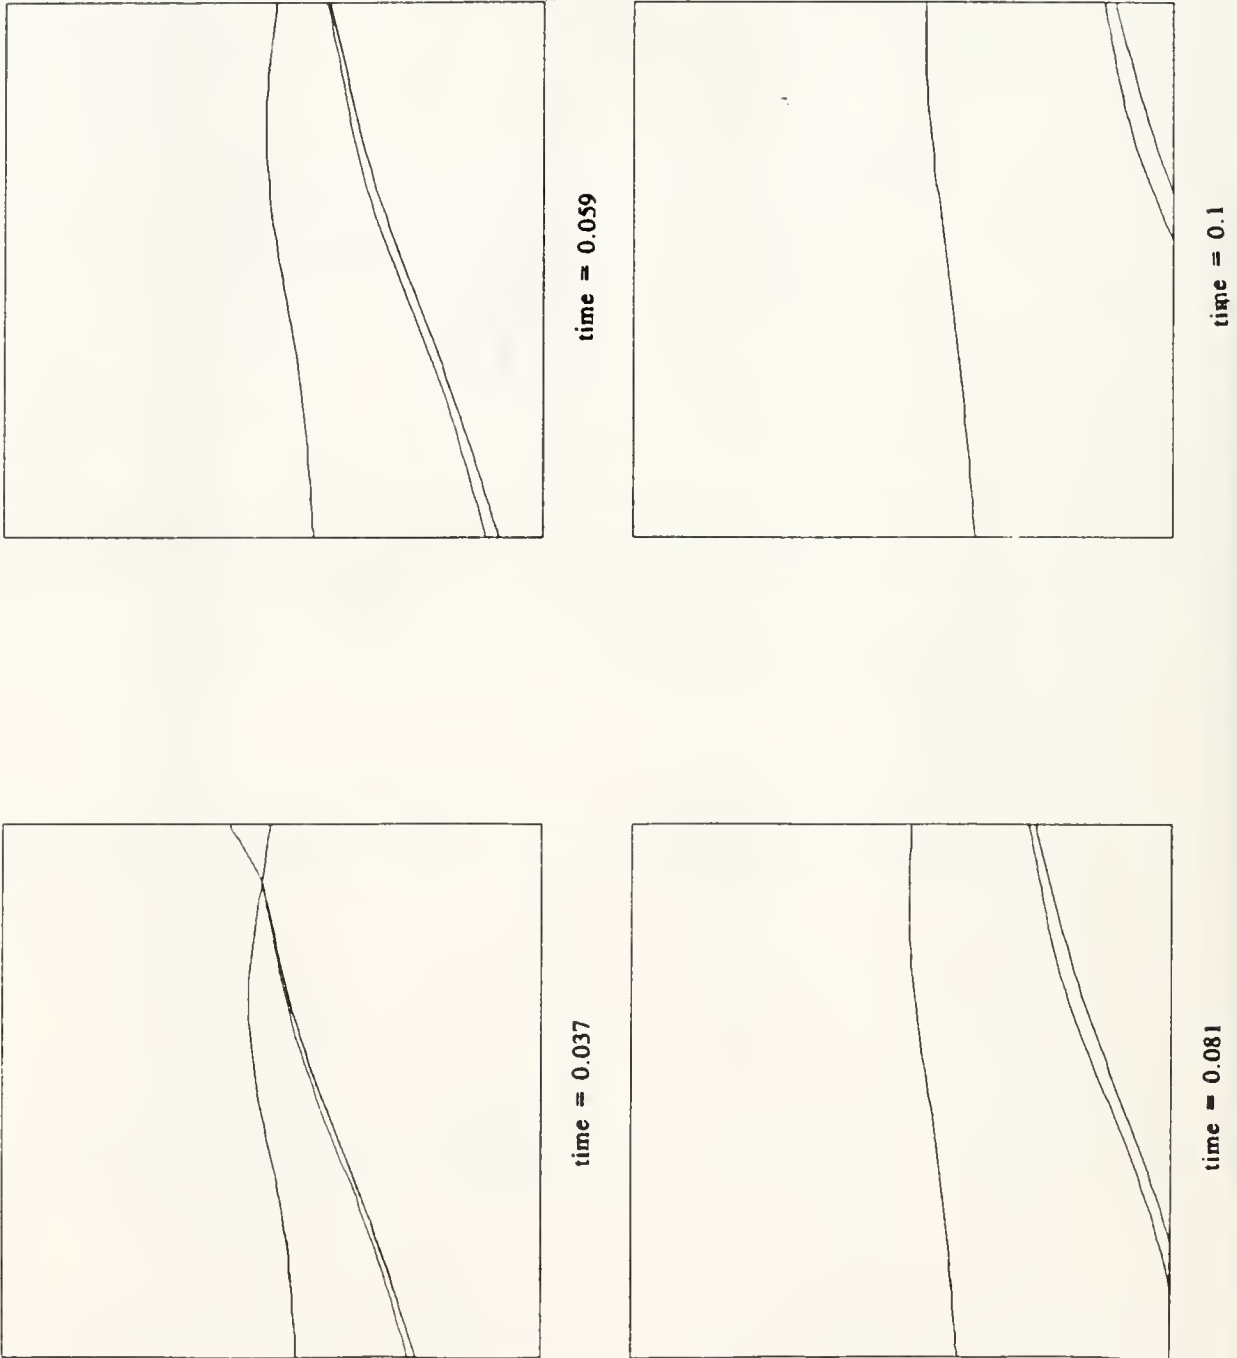 time = 0.037
time = 0.059
time = 0.081
time = 0.1